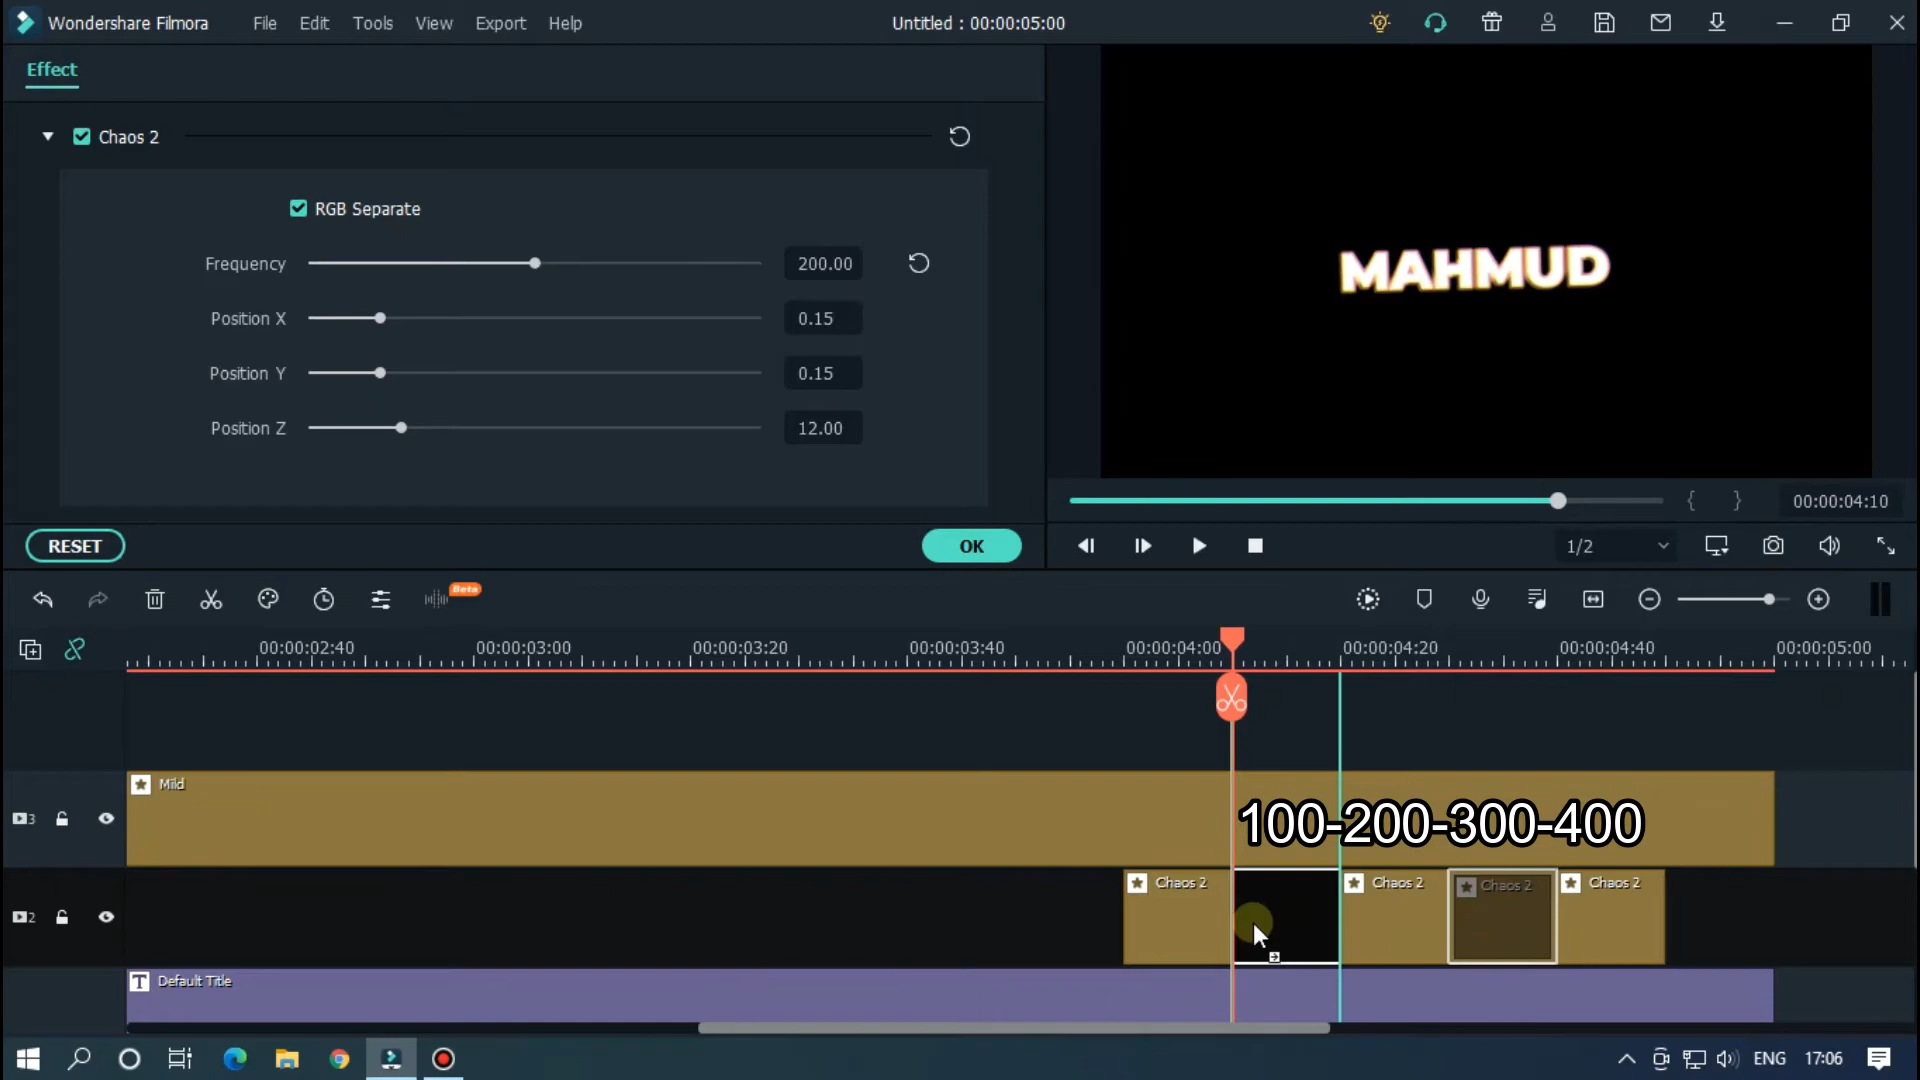 Wondershare Filmora File Edit Tools View Export Help Untitled : 00:00:05:00
Effect
Chaos 2
RGB Separate
Frequency 200.00
Position X 0.15
Position Y 0.15
Position Z 12.00
MAHMUD
{ } 00:00:04:10
RESET OK 1/2
Beta
00:00:02:40 00:00:03:00 00:00:03:20 00:00:03:40 00:00:04:00 00:00:04:20 00:00:04:40 00:00:05:00
3 Mild
100-200-300-400
2 Chaos 2 Chaos 2 Chaos 2 Chaos 2
T Default Title
ENG 17:06